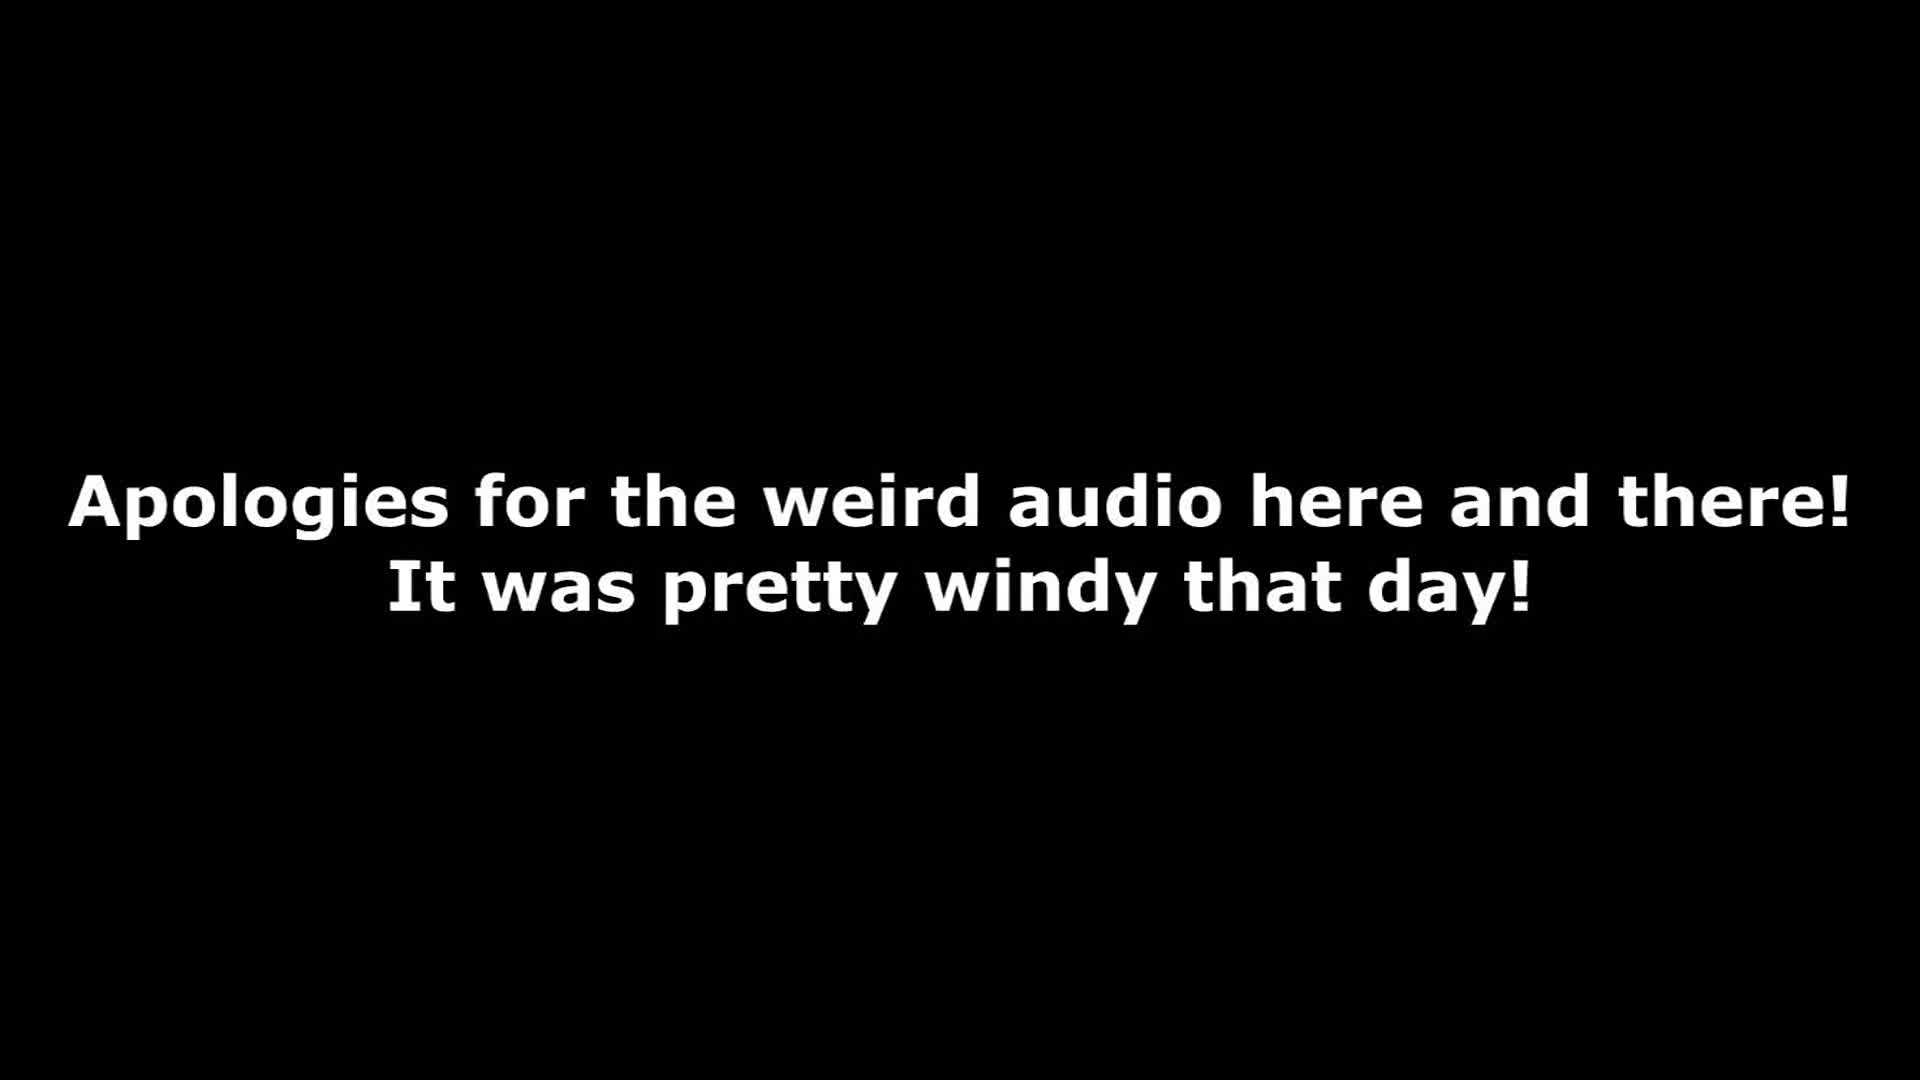 Apologies for the weird audio here and there!
It was pretty windy that day!